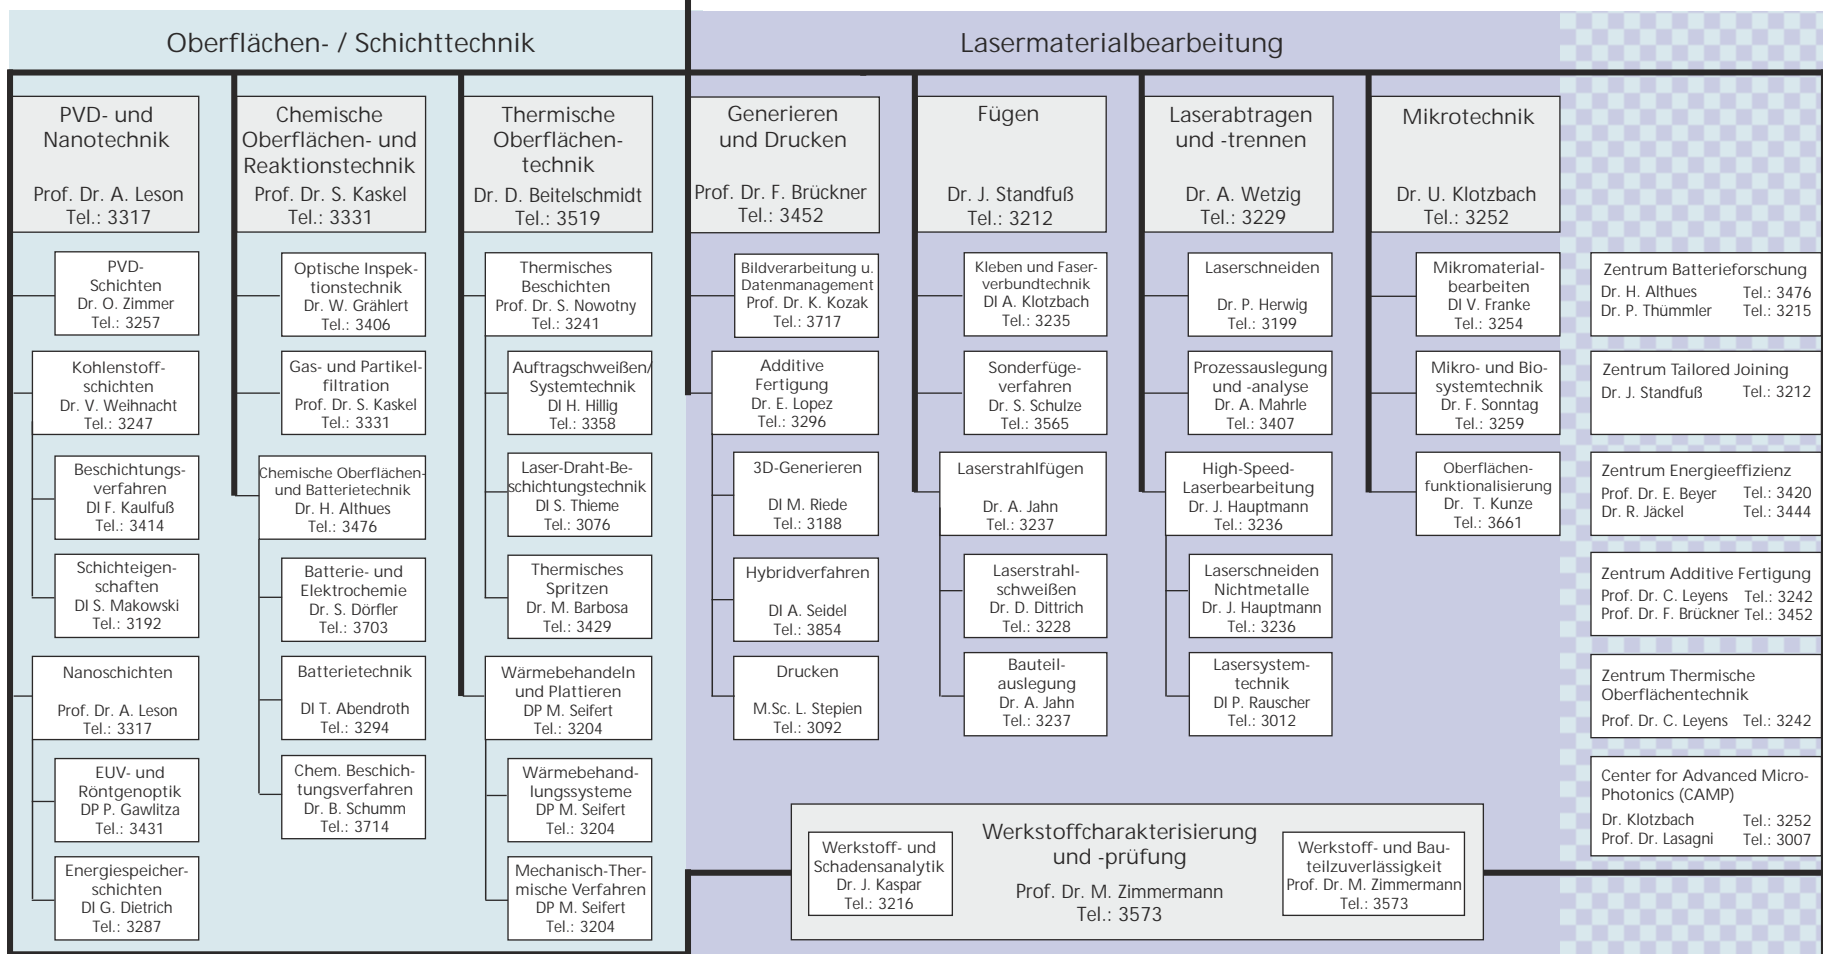 Oberflächen- / Schichttechnik
Lasermaterialbearbeitung
PVD- und
Nanotechnik
Prof. Dr. A. Leson
Tel.: 3317
PVD-
Schichten
Dr. O. Zimmer
Tel.: 3257
Kohlenstoff-
schichten
Dr. V. Weihnacht
Tel.: 3247
Beschichtungs-
verfahren
DI F. Kaulfuß
Tel.: 3414
Schichteigen-
schaften
DI S. Makowski
Tel.: 3192
Nanoschichten
Prof. Dr. A. Leson
Tel.: 3317
EUV- und
Röntgenoptik
DP P. Gawlitza
Tel.: 3431
Energiespeicher-
schichten
DI G. Dietrich
Tel.: 3287
Chemische
Oberflächen- und
Reaktionstechnik
Prof. Dr. S. Kaskel
Tel.: 3331
Optische Inspek-
tionstechnik
Dr. W. Grählert
Tel.: 3406
Gas- und Partikel-
filtration
Prof. Dr. S. Kaskel
Tel.: 3331
Chemische Oberflächen-
und Batterietechnik
Dr. H. Althues
Tel.: 3476
Batterie- und
Elektrochemie
Dr. S. Dörfler
Tel.: 3703
Batterietechnik
DI T. Abendroth
Tel.: 3294
Chem. Beschich-
tungsverfahren
Dr. B. Schumm
Tel.: 3714
Thermische
Oberflächen-
technik
Dr. D. Beitelschmidt
Tel.: 3519
Thermisches
Beschichten
Prof. Dr. S. Nowotny
Tel.: 3241
Auftragschweißen/
Systemtechnik
DI H. Hillig
Tel.: 3358
Laser-Draht-Be-
schichtungstechnik
DI S. Thieme
Tel.: 3076
Thermisches
Spritzen
Dr. M. Barbosa
Tel.: 3429
Wärmebehandeln
und Plattieren
DP M. Seifert
Tel.: 3204
Wärmebehand-
lungssysteme
DP M. Seifert
Tel.: 3204
Mechanisch-Ther-
mische Verfahren
DP M. Seifert
Tel.: 3204
Generieren
und Drucken
Prof. Dr. F. Brückner
Tel.: 3452
Bildverarbeitung u.
Datenmanagement
Prof. Dr. K. Kozak
Tel.: 3717
Additive
Fertigung
Dr. E. Lopez
Tel.: 3296
3D-Generieren
DI M. Riede
Tel.: 3188
Hybridverfahren
DI A. Seidel
Tel.: 3854
Drucken
M.Sc. L. Stepien
Tel.: 3092
Fügen
Dr. J. Standfuß
Tel.: 3212
Kleben und Faser-
verbundtechnik
DI A. Klotzbach
Tel.: 3235
Sonderfüge-
verfahren
Dr. S. Schulze
Tel.: 3565
Laserstrahlfügen
Dr. A. Jahn
Tel.: 3237
Laserstrahl-
schweißen
Dr. D. Dittrich
Tel.: 3228
Bauteil-
auslegung
Dr. A. Jahn
Tel.: 3237
Laserabtragen
und -trennen
Dr. A. Wetzig
Tel.: 3229
Laserschneiden
Dr. P. Herwig
Tel.: 3199
Prozessauslegung
und -analyse
Dr. A. Mahrle
Tel.: 3407
High-Speed-
Laserbearbeitung
Dr. J. Hauptmann
Tel.: 3236
Laserschneiden
Nichtmetalle
Dr. J. Hauptmann
Tel.: 3236
Lasersystem-
technik
DI P. Rauscher
Tel.: 3012
Mikrotechnik
Dr. U. Klotzbach
Tel.: 3252
Mikromaterial-
bearbeiten
DI V. Franke
Tel.: 3254
Mikro- und Bio-
systemtechnik
Dr. F. Sonntag
Tel.: 3259
Oberflächen-
funktionalisierung
Dr. T. Kunze
Tel.: 3661
Zentrum Batterieforschung
Dr. H. Althues Tel.: 3476
Dr. P. Thümmler Tel.: 3215
Zentrum Tailored Joining
Dr. J. Standfuß Tel.: 3212
Zentrum Energieeffizienz
Prof. Dr. E. Beyer Tel.: 3420
Dr. R. Jäckel Tel.: 3444
Zentrum Additive Fertigung
Prof. Dr. C. Leyens Tel.: 3242
Prof. Dr. F. Brückner Tel.: 3452
Zentrum Thermische
Oberflächentechnik
Prof. Dr. C. Leyens Tel.: 3242
Center for Advanced Micro-
Photonics (CAMP)
Dr. Klotzbach Tel.: 3252
Prof. Dr. Lasagni Tel.: 3007
Werkstoff- und
Schadensanalytik
Dr. J. Kaspar
Tel.: 3216
Werkstoffcharakterisierung
und -prüfung
Prof. Dr. M. Zimmermann
Tel.: 3573
Werkstoff- und Bau-
teilzuverlässigkeit
Prof. Dr. M. Zimmermann
Tel.: 3573